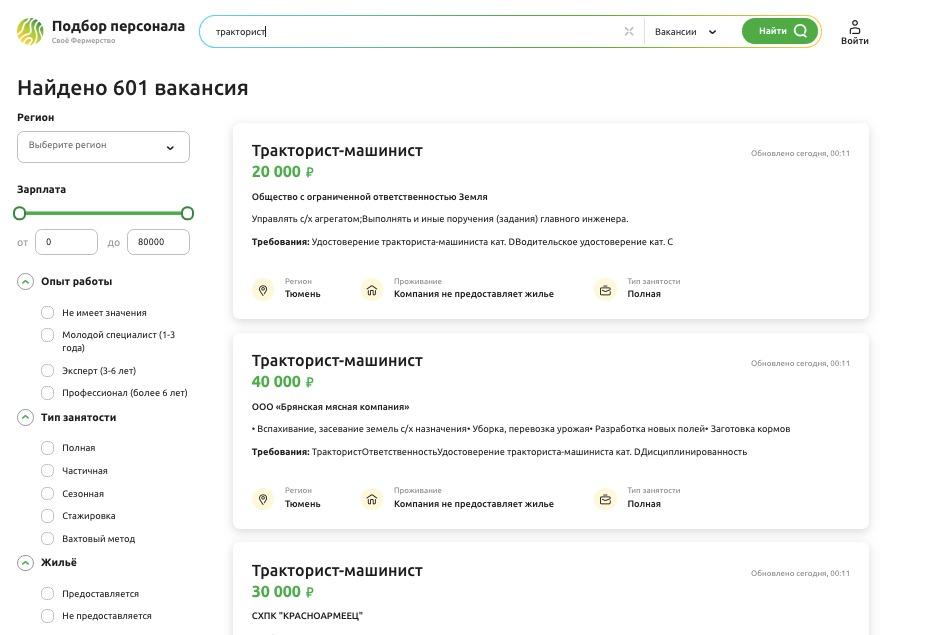 Подбор персонала
Своё Фермерство
тракторист
Вакансии
Найти
Войти
Найдено 601 вакансия
Регион
Выберите регион
Зарплата
от 0 до 80000
Опыт работы
Не имеет значения
Молодой специалист (1-3
года)
Эксперт (3-6 лет)
Профессионал (более 6 лет)
Тип занятости
Полная
Частичная
Сезонная
Стажировка
Вахтовый метод
Жильё
Предоставляется
Не предоставляется
Тракторист-машинист
Обновлено сегодня, 00:11
20 000 ₽
Общество с ограниченной ответственностью Земля
Управлять с/х агрегатом;Выполнять и иные поручения (задания) главного инженера.
Требования: Удостоверение тракториста-машиниста кат. DВодительское удостоверение кат. С
Регион
Тюмень
Проживание
Компания не предоставляет жилье
Тип занятости
Полная
Тракторист-машинист
Обновлено сегодня, 00:11
40 000 ₽
ООО «Брянская мясная компания»
• Вспахивание, засевание земель с/х назначения• Уборка, перевозка урожая• Разработка новых полей• Заготовка кормов
Требования: ТрактористОтветственностьУдостоверение тракториста-машиниста кат. DДисциплинированность
Регион
Тюмень
Проживание
Компания не предоставляет жилье
Тип занятости
Полная
Тракторист-машинист
Обновлено сегодня, 00:11
30 000 ₽
СХПК "КРАСНОАРМЕЕЦ"